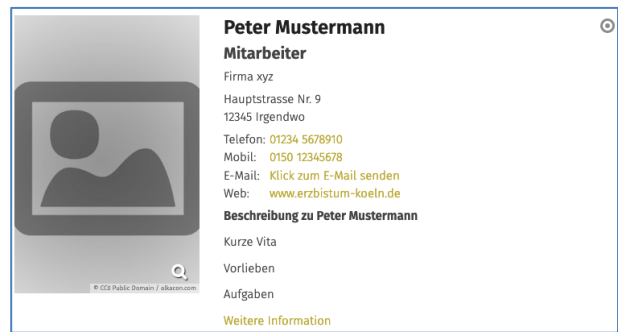 Peter Mustermann
Mitarbeiter
Firma xyz
Hauptstrasse Nr. 9
12345 Irgendwo
Telefon: 01234 5678910
Mobil: 0150 12345678
E-Mail: Klick zum E-Mail senden
Web: www.erzbistum-koeln.de
Beschreibung zu Peter Mustermann
Kurze Vita
Vorlieben
Aufgaben
Weitere Information
© CC0 Public Domain / alkacon.com